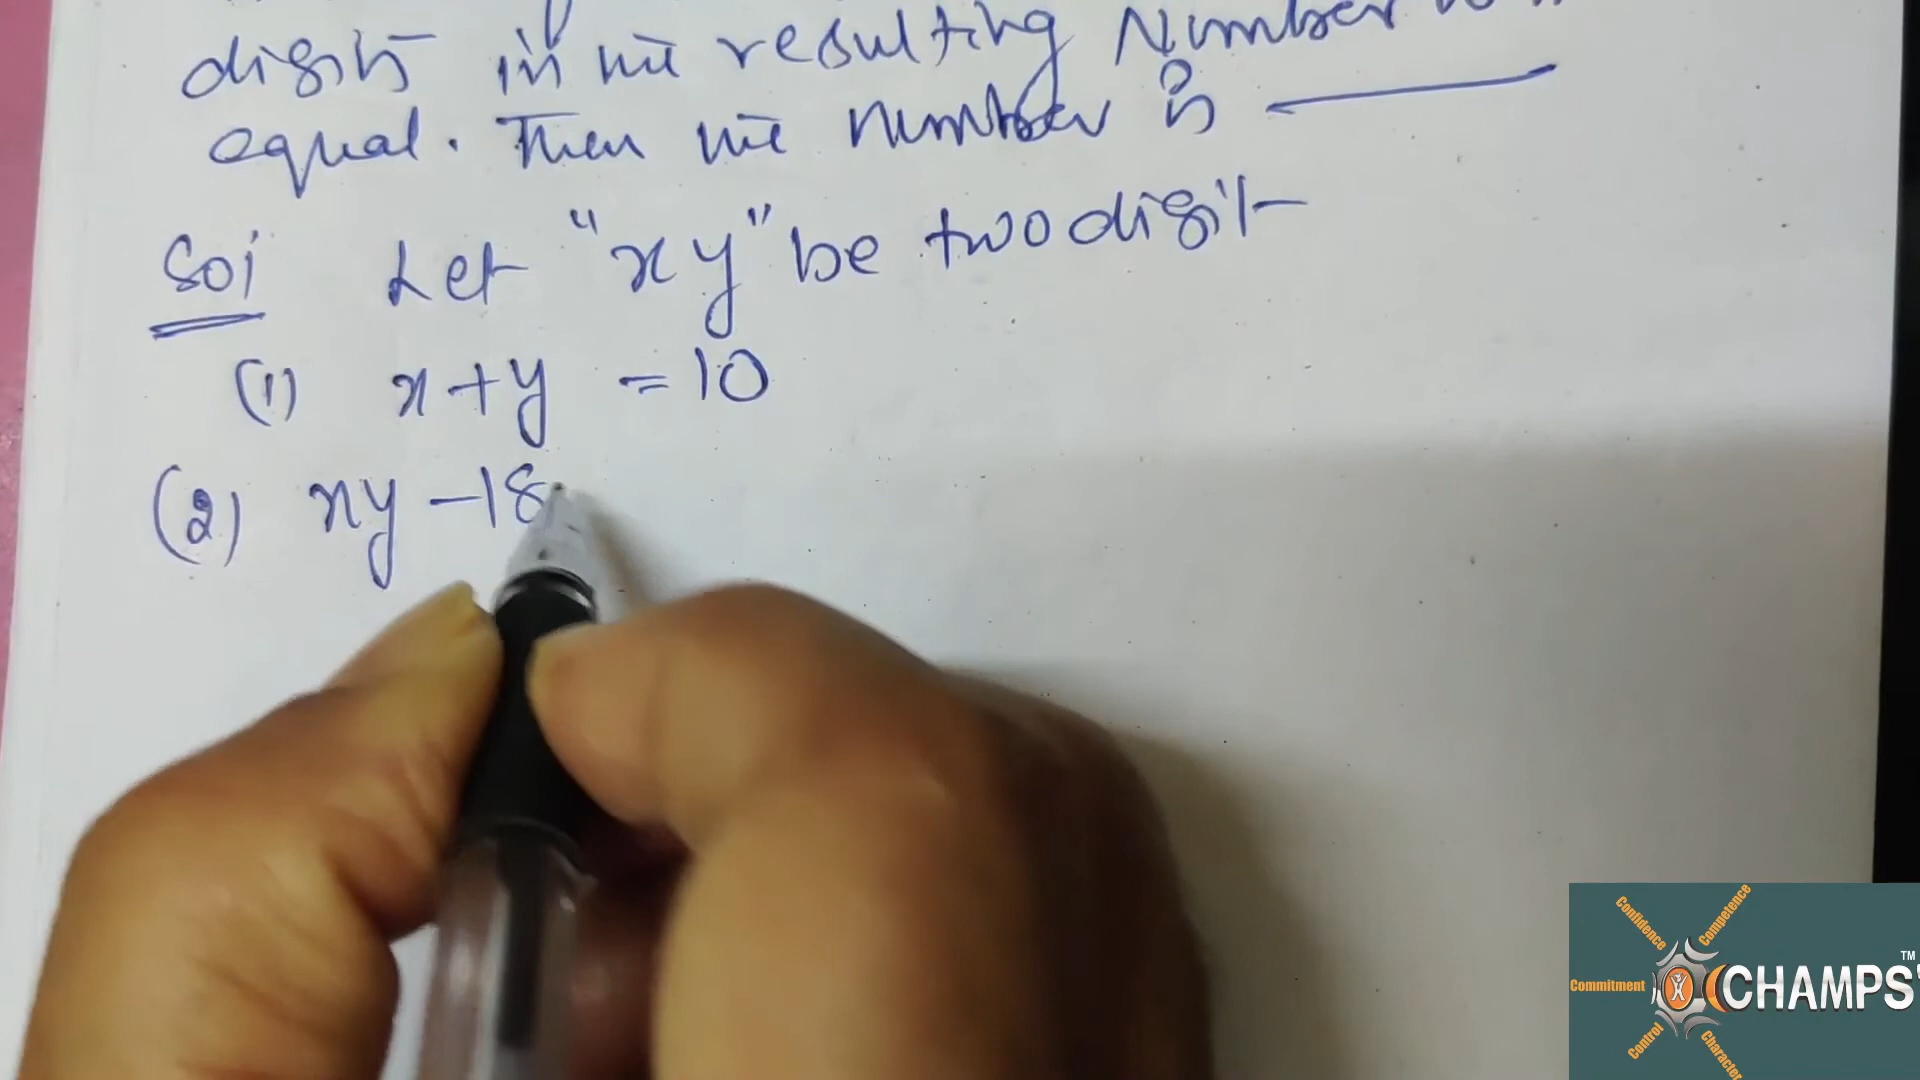 digits in the resulting Number
equal. Then the number is
Sol Let "xy" be two digit
(1) x+y = 10
(2) xy -18
Confidence
Competence
Commitment
CHAMPS
TM
Control
Character